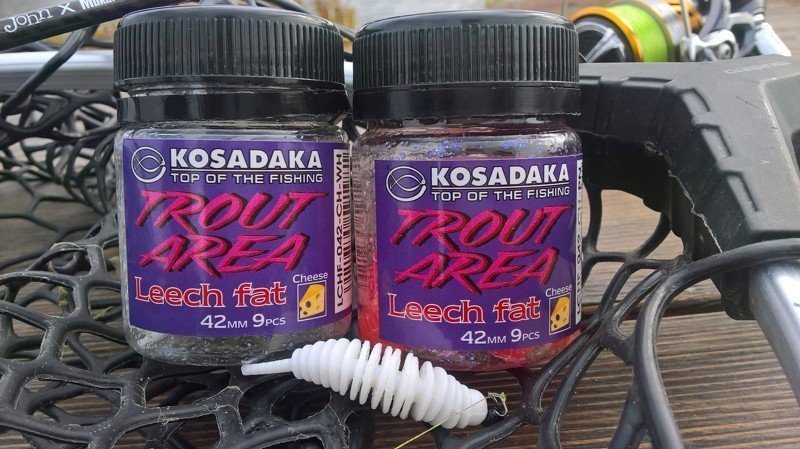 John X
KOSADAKA
TOP OF THE FISHING
TROUT
AREA
Leech fat
Cheese
42MM 9PCS
KOSADAKA
TOP OF THE FISHING
TROUT
AREA
Leech fat
Cheese
42MM 9PCS